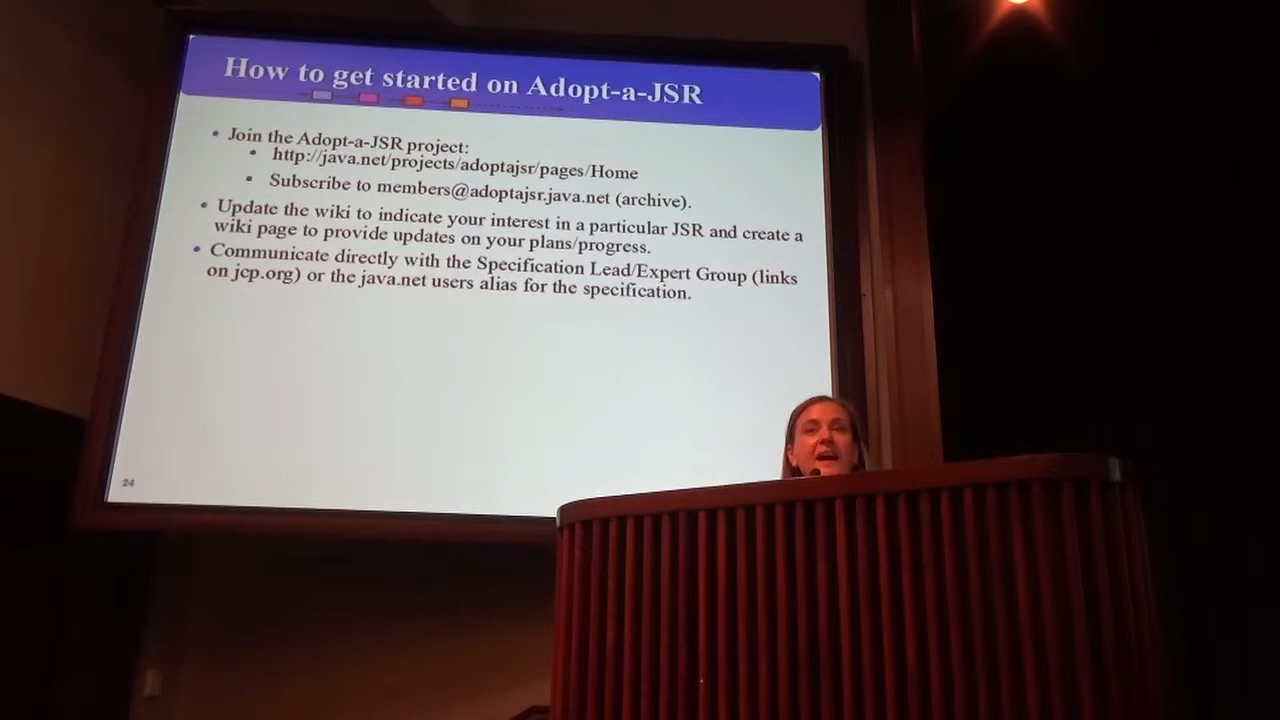 How to get started on Adopt-a-JSR
• Join the Adopt-a-JSR project:
• http://java.net/projects/adoptajsr/pages/Home
• Subscribe to members@adoptajsr.java.net (archive).
• Update the wiki to indicate your interest in a particular JSR and create a
wiki page to provide updates on your plans/progress.
• Communicate directly with the Specification Lead/Expert Group (links
on jcp.org) or the java.net users alias for the specification.
24